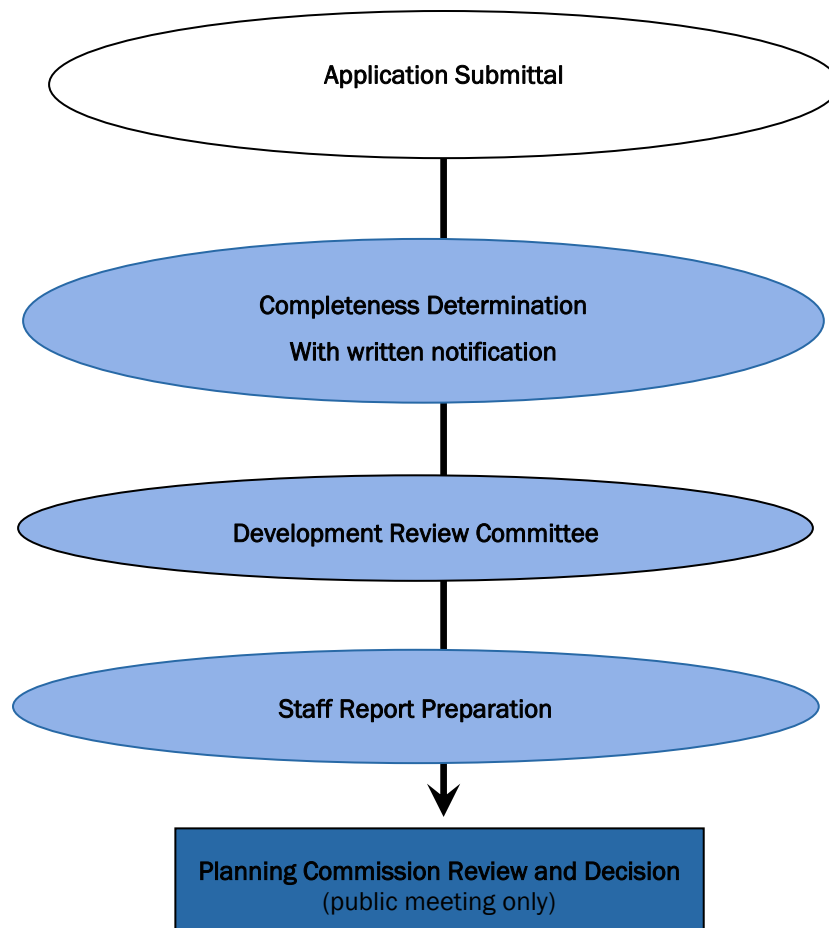 Application Submittal
Completeness Determination
With written notification
Development Review Committee
Staff Report Preparation
Planning Commission Review and Decision
(public meeting only)